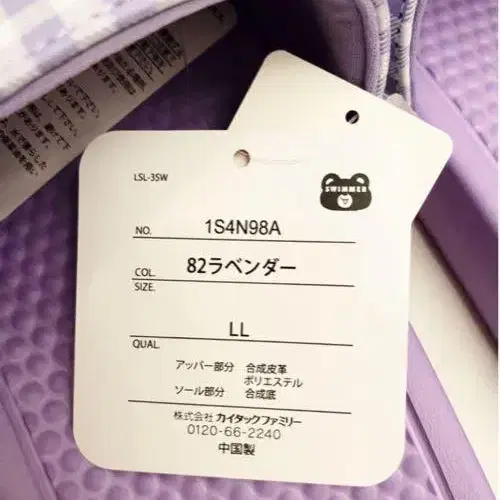 LSL-3SW
SWIMMER
NO. 1S4N98A
COL. 82ラベンダー
SIZE.
LL
QUAL.
アッパー部分 合成皮革
ポリエステル
ソール部分 合成底
株式会社 カイタックファミリー
0120-66-2240
中国製